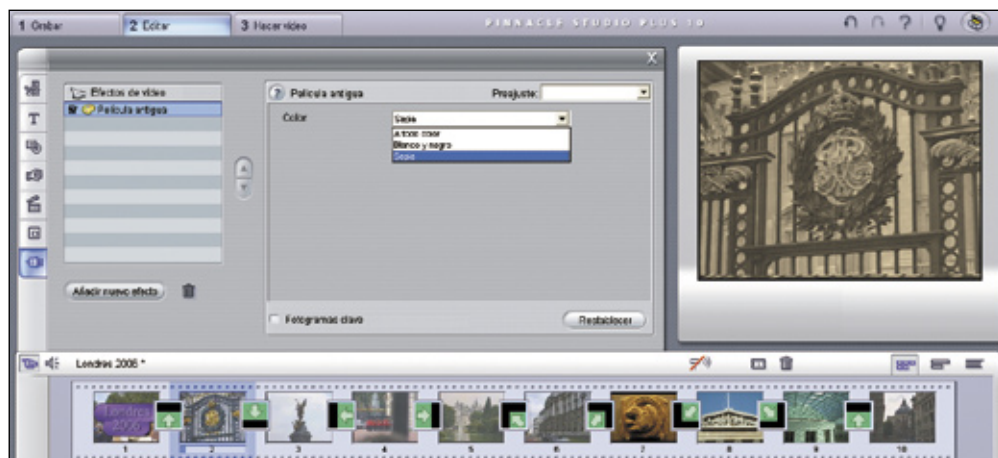 1 Grabar
2 Editar
3 Hacer vídeo
PINNACLE STUDIO PLUS 10
Efectos de vídeo
Película antigua
Película antigua
Preajuste:
Color
Sepia
A todo color
Blanco y negro
Sepia
Añadir nuevo efecto
Fotogramas clave
Restablecer
Londres 2006 *
Londres
2006
1
2
3
4
5
6
7
8
9
10